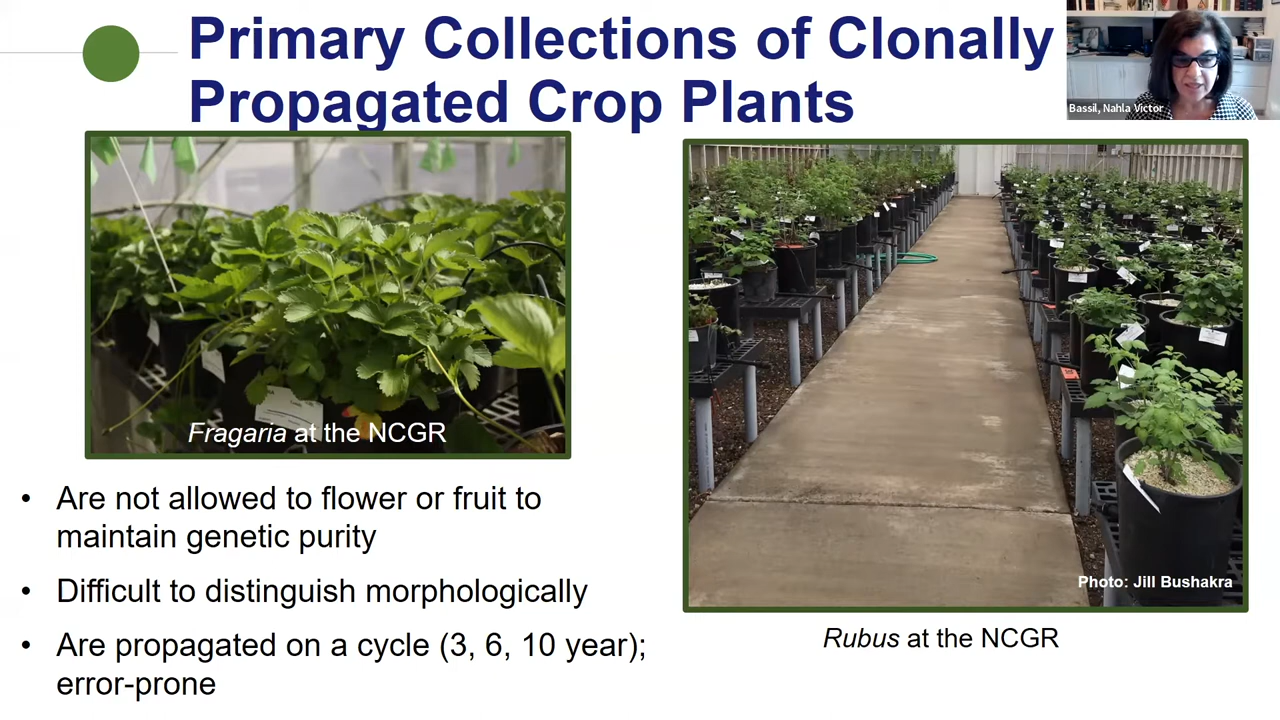 Primary Collections of Clonally
Propagated Crop Plants
Bassil, Nahla Victor
Fragaria at the NCGR
• Are not allowed to flower or fruit to
maintain genetic purity
• Difficult to distinguish morphologically
• Are propagated on a cycle (3, 6, 10 year);
error-prone
Photo: Jill Bushakra
Rubus at the NCGR